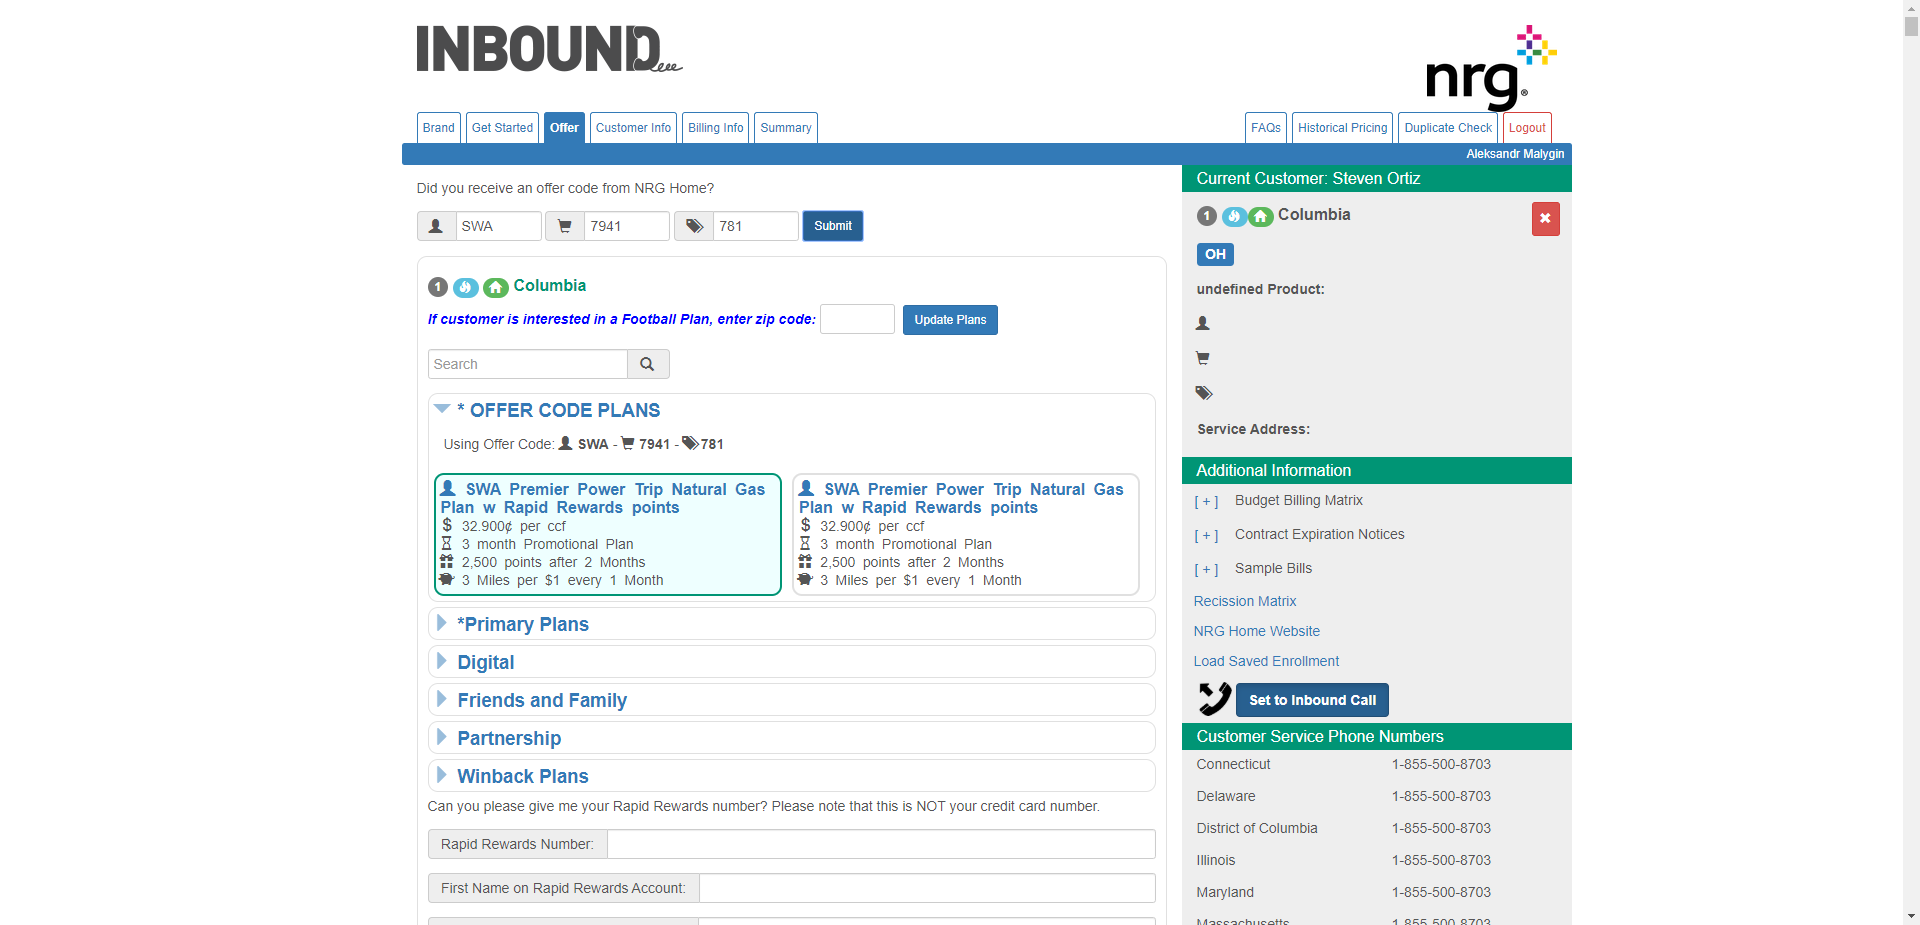 INBOUND
nrg
Brand
Get Started
Offer
Customer Info
Billing Info
Summary
FAQs
Historical Pricing
Duplicate Check
Logout
Aleksandr Malygin
Did you receive an offer code from NRG Home?
SWA
7941
781
Submit
1 Columbia
If customer is interested in a Football Plan, enter zip code:
Update Plans
Search
* OFFER CODE PLANS
Using Offer Code: SWA - 7941 - 781
SWA Premier Power Trip Natural Gas
Plan w Rapid Rewards points
$ 32.900¢ per ccf
3 month Promotional Plan
2,500 points after 2 Months
3 Miles per $1 every 1 Month
SWA Premier Power Trip Natural Gas
Plan w Rapid Rewards points
$ 32.900¢ per ccf
3 month Promotional Plan
2,500 points after 2 Months
3 Miles per $1 every 1 Month
*Primary Plans
Digital
Friends and Family
Partnership
Winback Plans
Can you please give me your Rapid Rewards number? Please note that this is NOT your credit card number.
Rapid Rewards Number:
First Name on Rapid Rewards Account:
Current Customer: Steven Ortiz
1 Columbia
OH
undefined Product:
Service Address:
Additional Information
[ + ] Budget Billing Matrix
[ + ] Contract Expiration Notices
[ + ] Sample Bills
Recission Matrix
NRG Home Website
Load Saved Enrollment
Set to Inbound Call
Customer Service Phone Numbers
Connecticut 1-855-500-8703
Delaware 1-855-500-8703
District of Columbia 1-855-500-8703
Illinois 1-855-500-8703
Maryland 1-855-500-8703
Massachusetts 1-855-500-8703